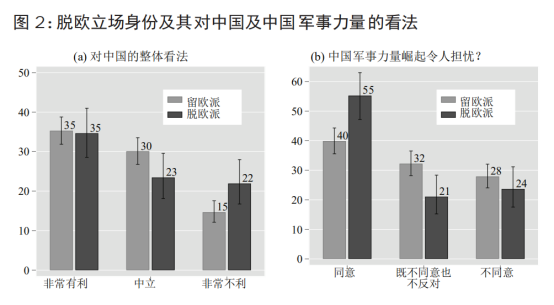 图 2：脱欧立场身份及其对中国及中国军事力量的看法
(a) 对中国的整体看法
50
40
30
20
10
0
留欧派
脱欧派
35
35
30
23
15
22
非常有利
中立
非常不利
(b) 中国军事力量崛起令人担忧？
60
50
40
30
20
10
0
留欧派
脱欧派
40
55
32
21
28
24
同意
既不同意也
不反对
不同意